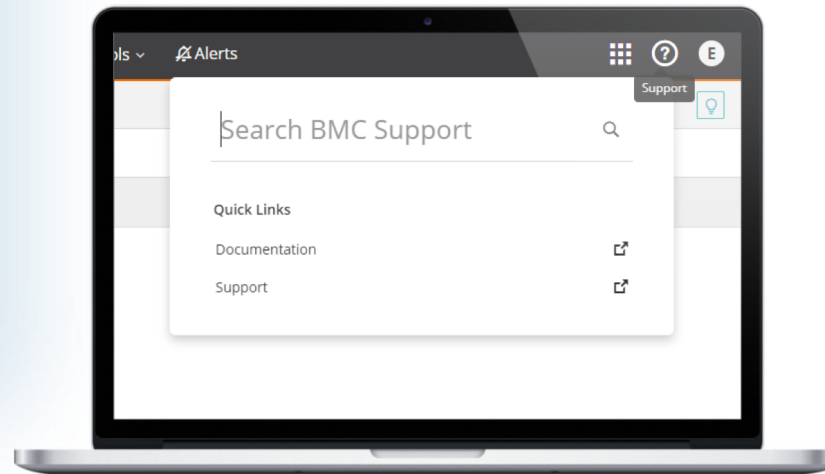 ols
Alerts
?
E
Support
Search BMC Support
Quick Links
Documentation
Support